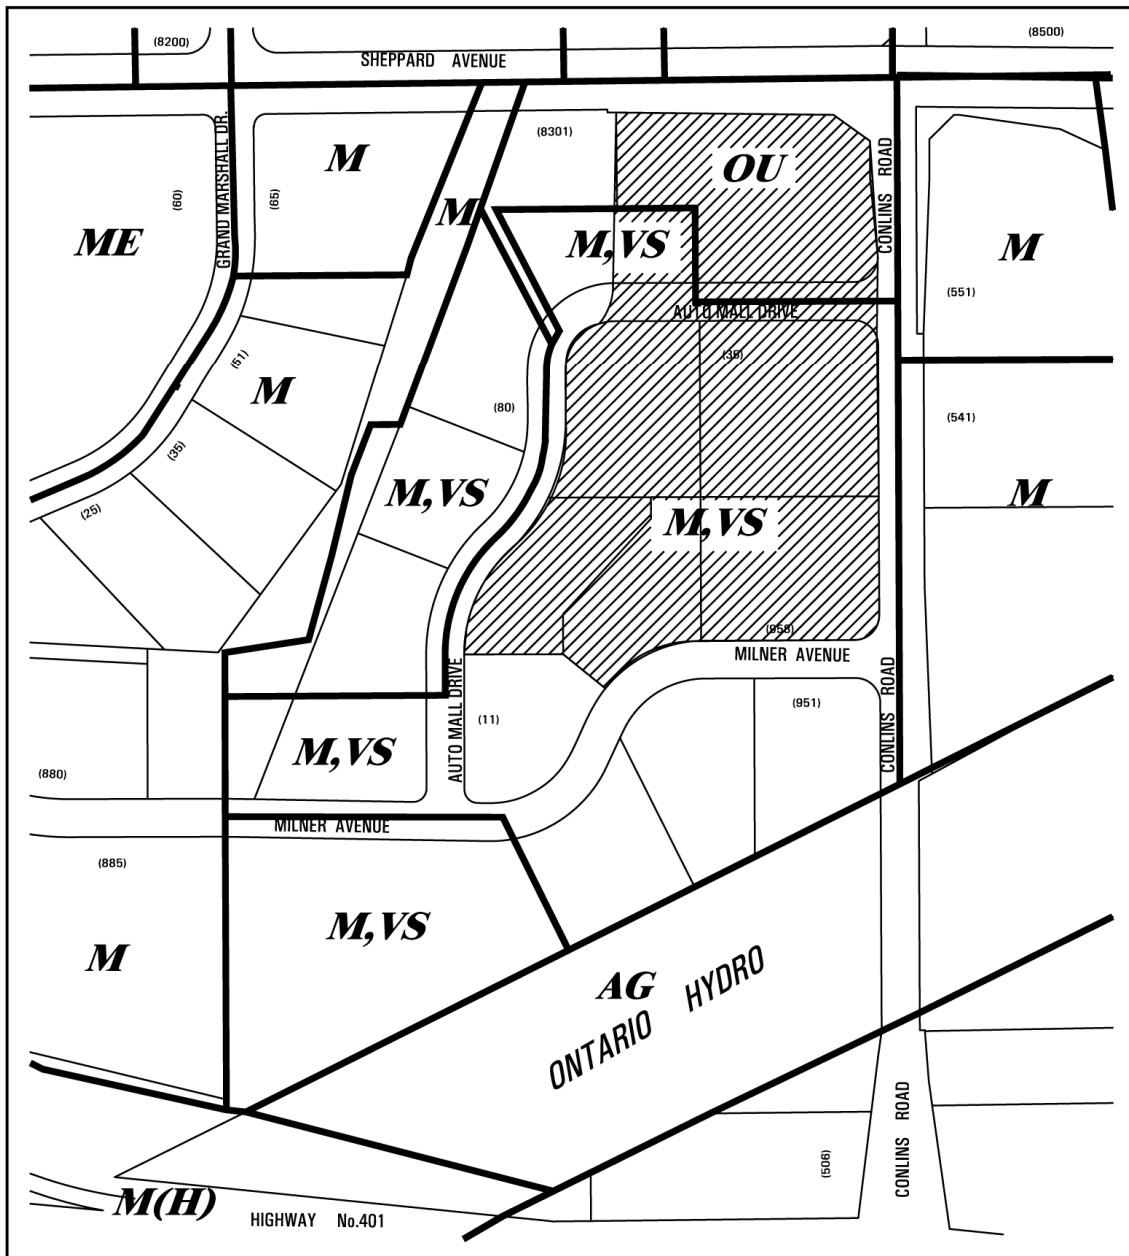 (8200)
(8500)
SHEPPARD AVENUE
(8301)
GRAND MARSHALL DR.
CONLINS ROAD
M
OU
(60)
(65)
M
ME
M,VS
M
(551)
AUTO MALL DRIVE
(51)
(35)
M
(80)
(541)
(35)
M,VS
M
(25)
M,VS
(958)
MILNER AVENUE
AUTO MALL DRIVE
CONLINS ROAD
(951)
(11)
M,VS
(880)
MILNER AVENUE
(885)
M,VS
M
AG
ONTARIO HYDRO
CONLINS ROAD
(506)
M(H)
HIGHWAY No.401